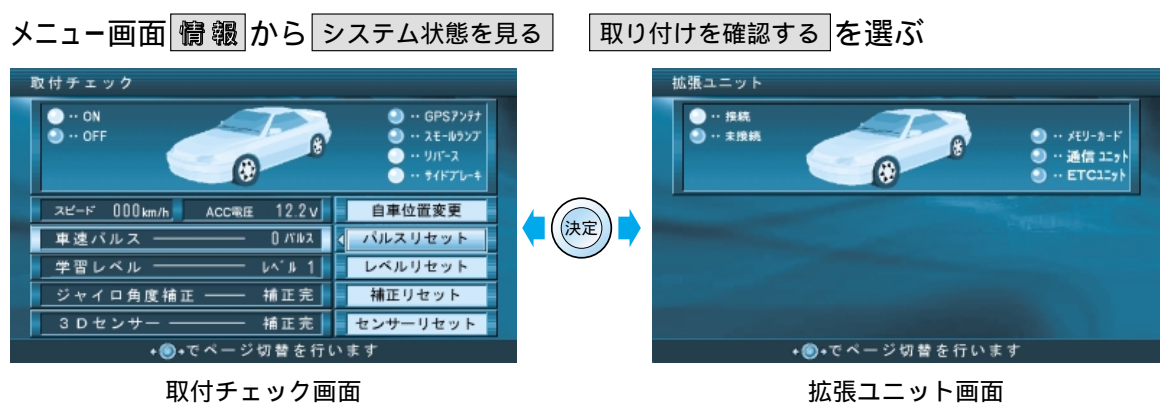 メニュー画面 情報 から システム状態を見る 取り付けを確認する を選ぶ
取付チェック
・・ ON
・・ OFF
・・ GPSアンテナ
・・ スモールランプ
・・ リバース
・・ サイドブレーキ
スピード 000km/h ACC電圧 12.2V 自車位置変更
車速パルス 0 パルス パルスリセット
学習レベル レベル 1 レベルリセット
ジャイロ角度補正 補正完 補正リセット
3Dセンサー 補正完 センサーリセット
でページ切替を行います
取付チェック画面
決定
拡張ユニット
・・ 接続
・・ 未接続
・・ メモリーカード
・・ 通信ユニット
・・ ETCユニット
でページ切替を行います
拡張ユニット画面